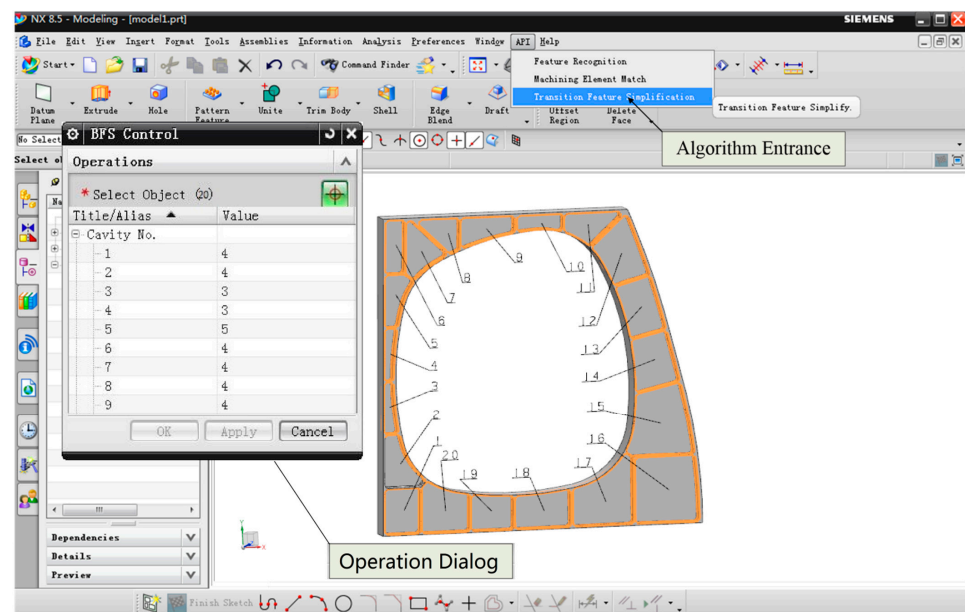 NX 8.5 - Modeling - [model1.prt]
SIEMENS
File Edit View Insert Format Tools Assemblies Information Analysis Preferences Window API Help
Start
Command Finder
Feature Recognition
Machining Element Match
Transition Feature Simplification
Transition Feature Simplify.
Datum Plane
Extrude
Hole
Pattern Feature
Unite
Trim Body
Shell
Edge Blend
Draft
Offset Region
Delete Face
Algorithm Entrance
No Select
Select
BFS Control
Operations
* Select Object (20)
Title/Alias Value
Cavity No.
1 4
2 4
3 3
4 3
5 5
6 4
7 4
8 4
9 4
OK Apply Cancel
9
10
8
11
7
6
12
5
13
4
14
3
15
2
16
1
20
19
18
17
Dependencies
Details
Preview
Operation Dialog
Finish Sketch